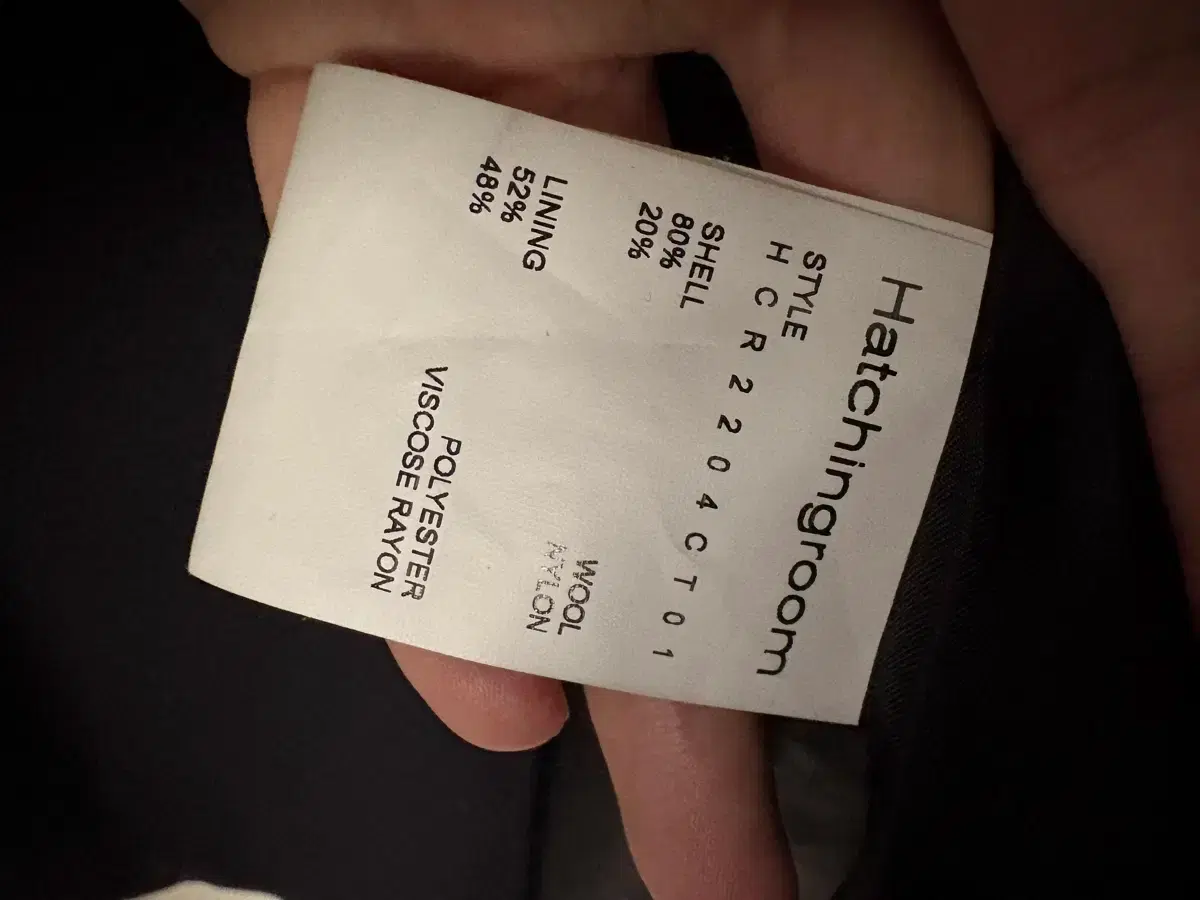 Hatchingroom
STYLE
H C R 2 2 0 4 C T 0 1
SHELL
80% WOOL
20% NYLON
LINING
52% POLYESTER
48% VISCOSE RAYON